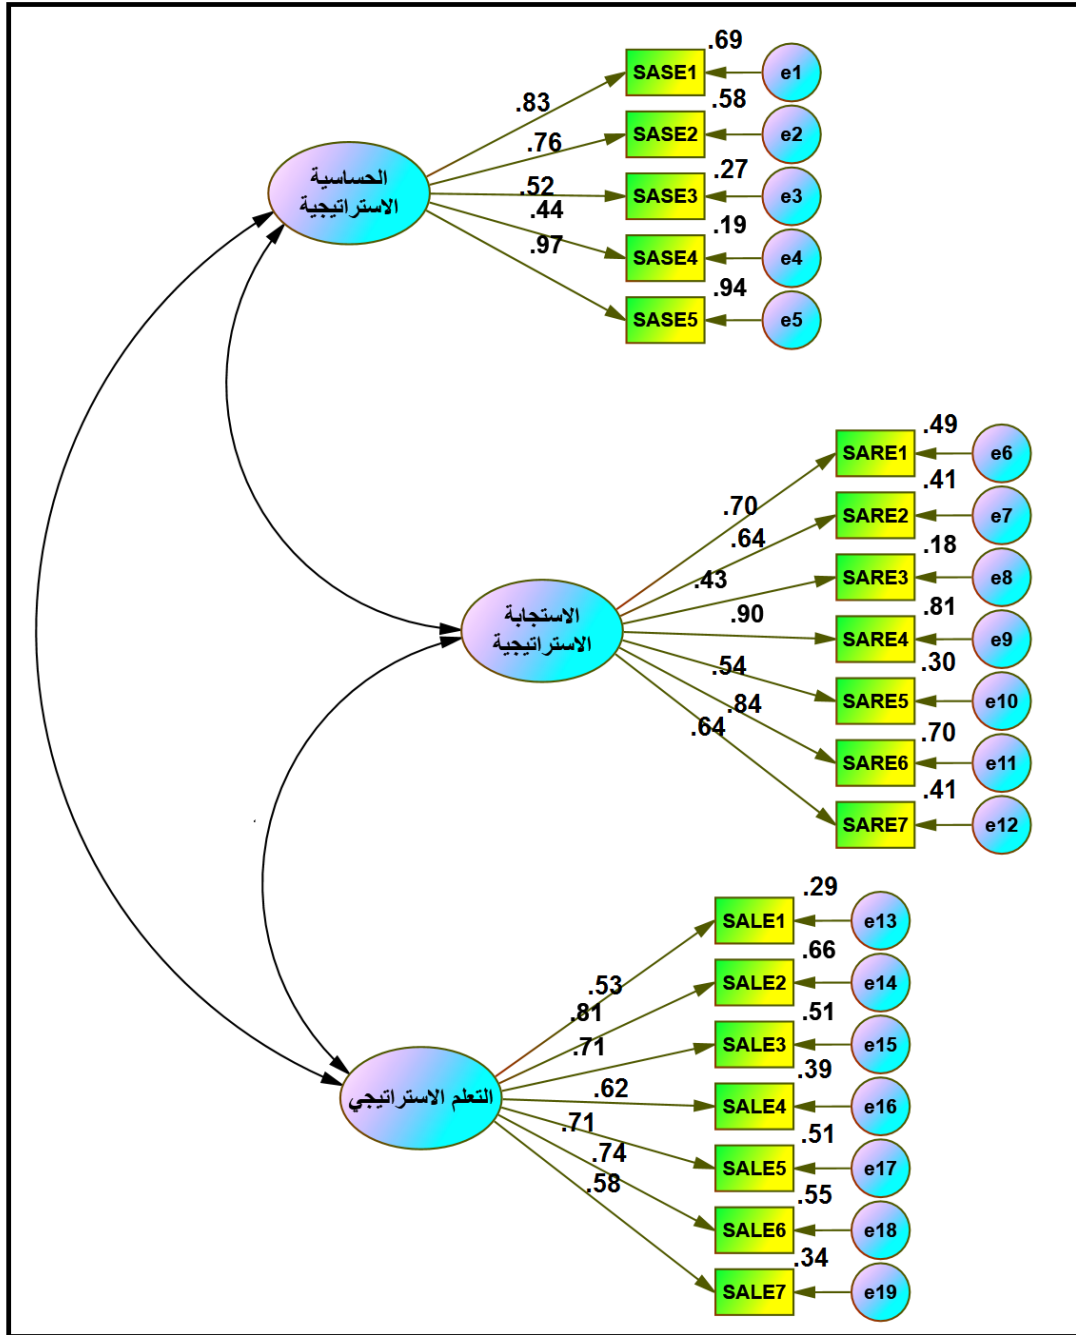 .69
SASE1
e1
.83
.58
SASE2
e2
.76
.27
الحساسية
الاستراتيجية
SASE3
e3
.52
.19
.44
SASE4
e4
.97
.94
SASE5
e5
.49
SARE1
e6
.70
.41
SARE2
e7
.64
.18
.43
SARE3
e8
.81
الاستجابة
الاستراتيجية
.90
SARE4
e9
.30
.54
SARE5
e10
.84
.70
.64
SARE6
e11
.41
SARE7
e12
.29
SALE1
e13
.53
.66
SALE2
e14
.81
.51
.71
SALE3
e15
.39
التعلم الاستراتيجي
.62
SALE4
e16
.71
.51
.74
SALE5
e17
.58
.55
SALE6
e18
.34
SALE7
e19